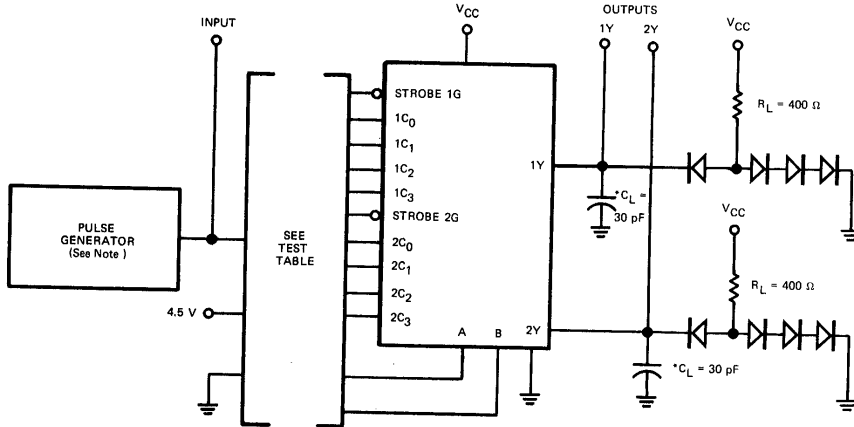 INPUT
VCC
OUTPUTS
1Y 2Y
VCC
STROBE 1G
1C0
1C1
1C2
1C3
STROBE 2G
2C0
2C1
2C2
2C3
A B
1Y
2Y
PULSE
GENERATOR
(See Note )
SEE
TEST
TABLE
4.5 V
RL = 400 Ω
*CL =
30 pF
VCC
RL = 400 Ω
*CL = 30 pF